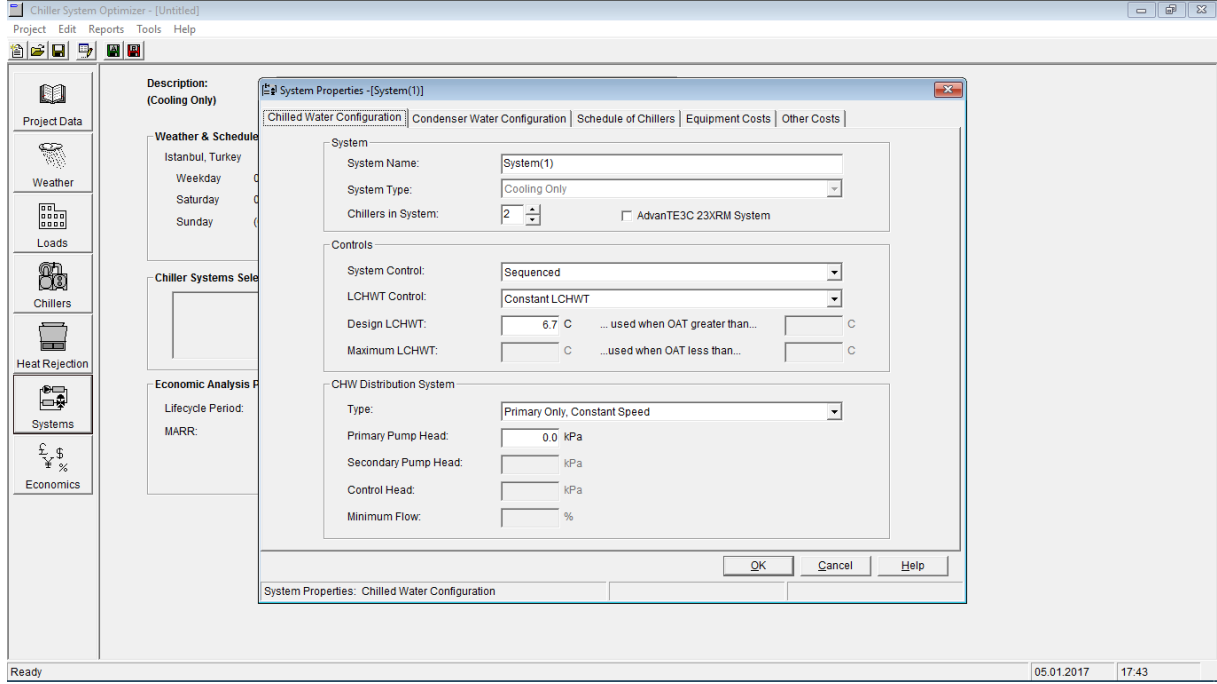 Chiller System Optimizer - [Untitled]
Project Edit Reports Tools Help
Project Data
Weather
Loads
Chillers
Heat Rejection
Systems
£ $ ¥ %
Economics
Description:
(Cooling Only)
Weather & Schedule
Istanbul, Turkey
Weekday
Saturday
Sunday
Chiller Systems Sele
Economic Analysis P
Lifecycle Period:
MARR:
System Properties -[System(1)]
Chilled Water Configuration Condenser Water Configuration Schedule of Chillers Equipment Costs Other Costs
System
System Name: System(1)
System Type: Cooling Only
Chillers in System: 2 AdvanTE3C 23XRM System
Controls
System Control: Sequenced
LCHWT Control: Constant LCHWT
Design LCHWT: 6.7 C ... used when OAT greater than... C
Maximum LCHWT: C ...used when OAT less than... C
CHW Distribution System
Type: Primary Only, Constant Speed
Primary Pump Head: 0.0 kPa
Secondary Pump Head: kPa
Control Head: kPa
Minimum Flow: %
OK Cancel Help
System Properties: Chilled Water Configuration
Ready 05.01.2017 17:43